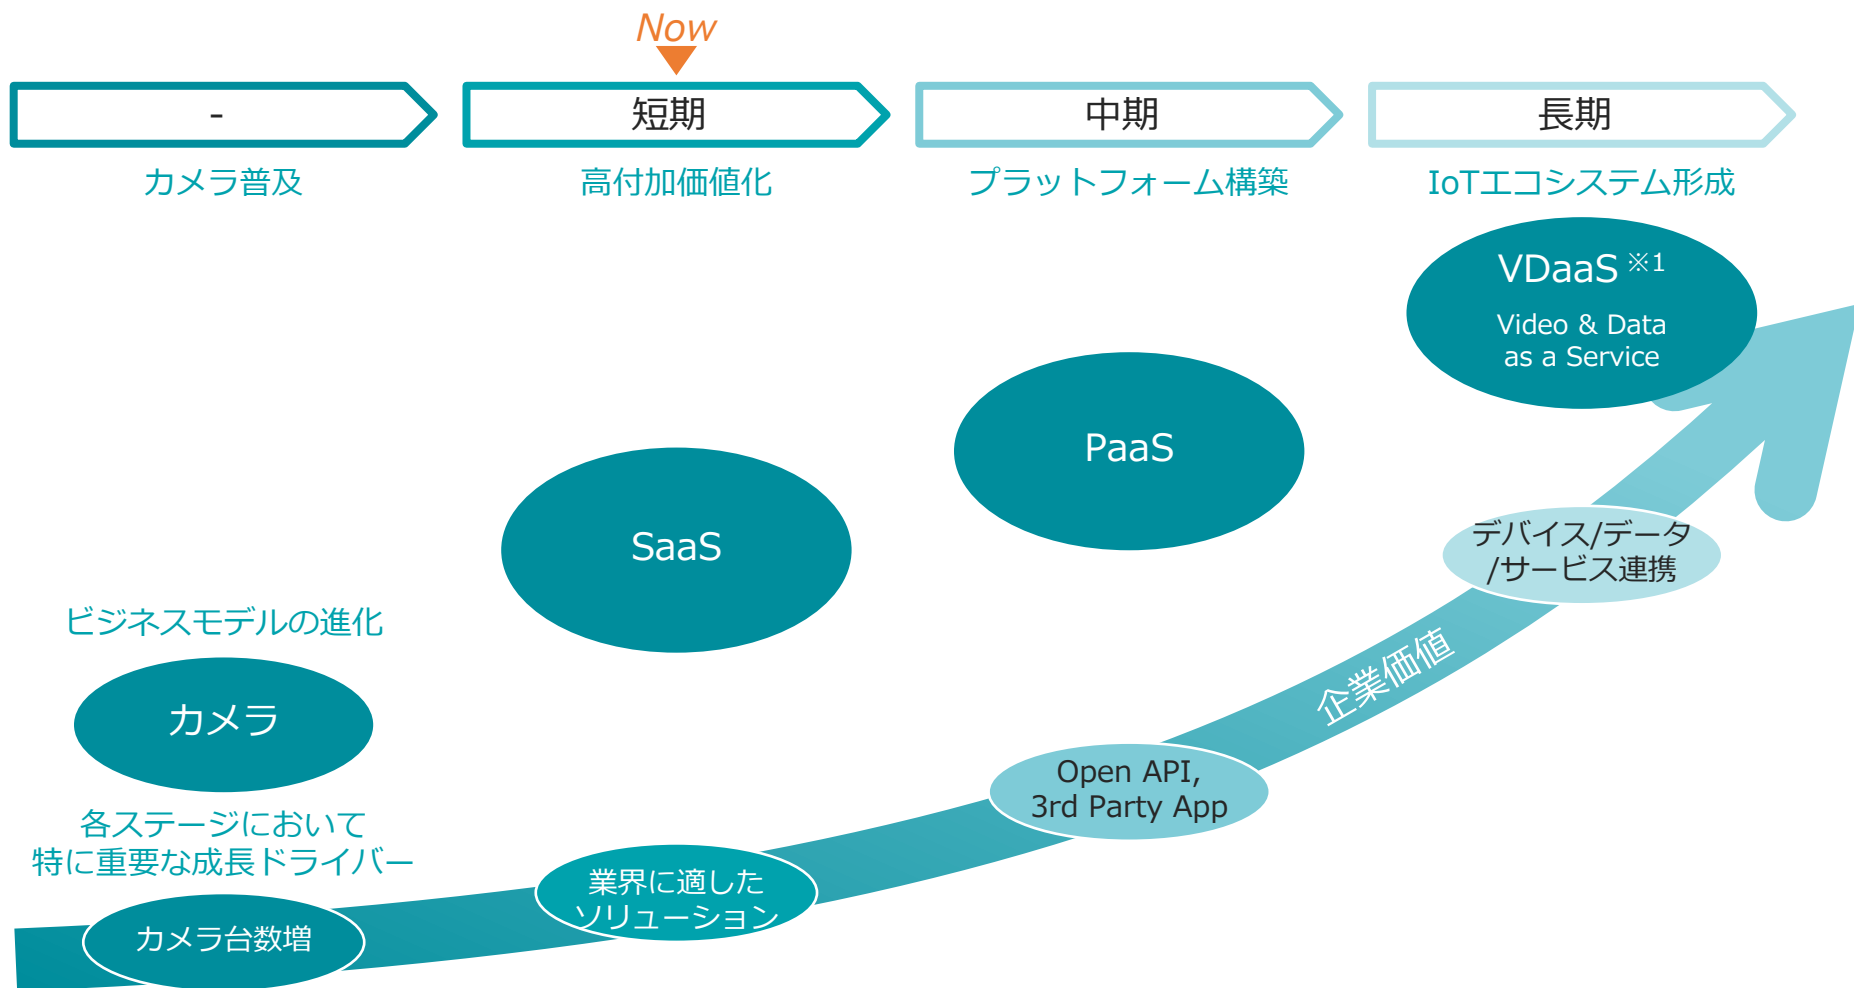 Now
-
短期
中期
長期
カメラ普及
高付加価値化
プラットフォーム構築
IoTエコシステム形成
VDaaS ※1
Video & Data
as a Service
PaaS
SaaS
ビジネスモデルの進化
カメラ
各ステージにおいて
特に重要な成長ドライバー
カメラ台数増
業界に適した
ソリューション
Open API,
3rd Party App
企業価値
デバイス/データ
/サービス連携